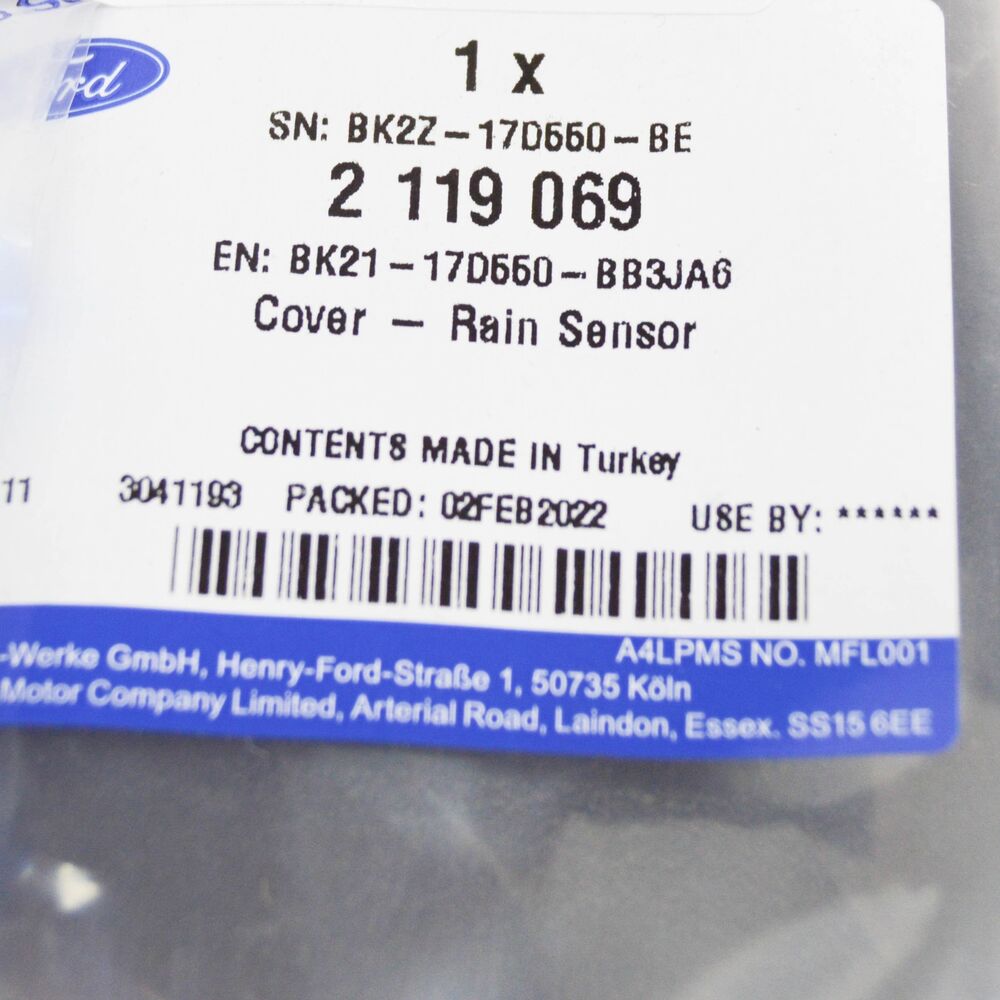 Ford
1 x
SN: BK2Z-17D550-BE
2 119 069
EN: BK21-17D550-BB3JA6
Cover - Rain Sensor
CONTENTS MADE IN Turkey
11 3041193 PACKED: 02FEB2022 USE BY: ******
A4LPMS NO. MFL001
-Werke GmbH, Henry-Ford-Straße 1, 50735 Köln
Motor Company Limited, Arterial Road, Laindon, Essex. SS15 6EE